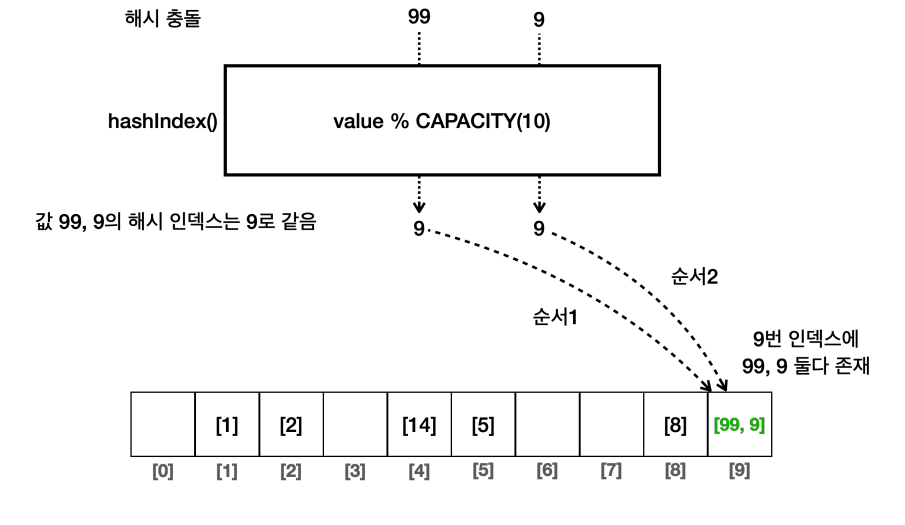 해시 충돌
99
9
hashIndex()
value % CAPACITY(10)
값 99, 9의 해시 인덱스는 9로 같음
9
9
순서2
순서1
9번 인덱스에
99, 9 둘다 존재
[1]
[2]
[14]
[5]
[8]
[99, 9]
[0]
[1]
[2]
[3]
[4]
[5]
[6]
[7]
[8]
[9]